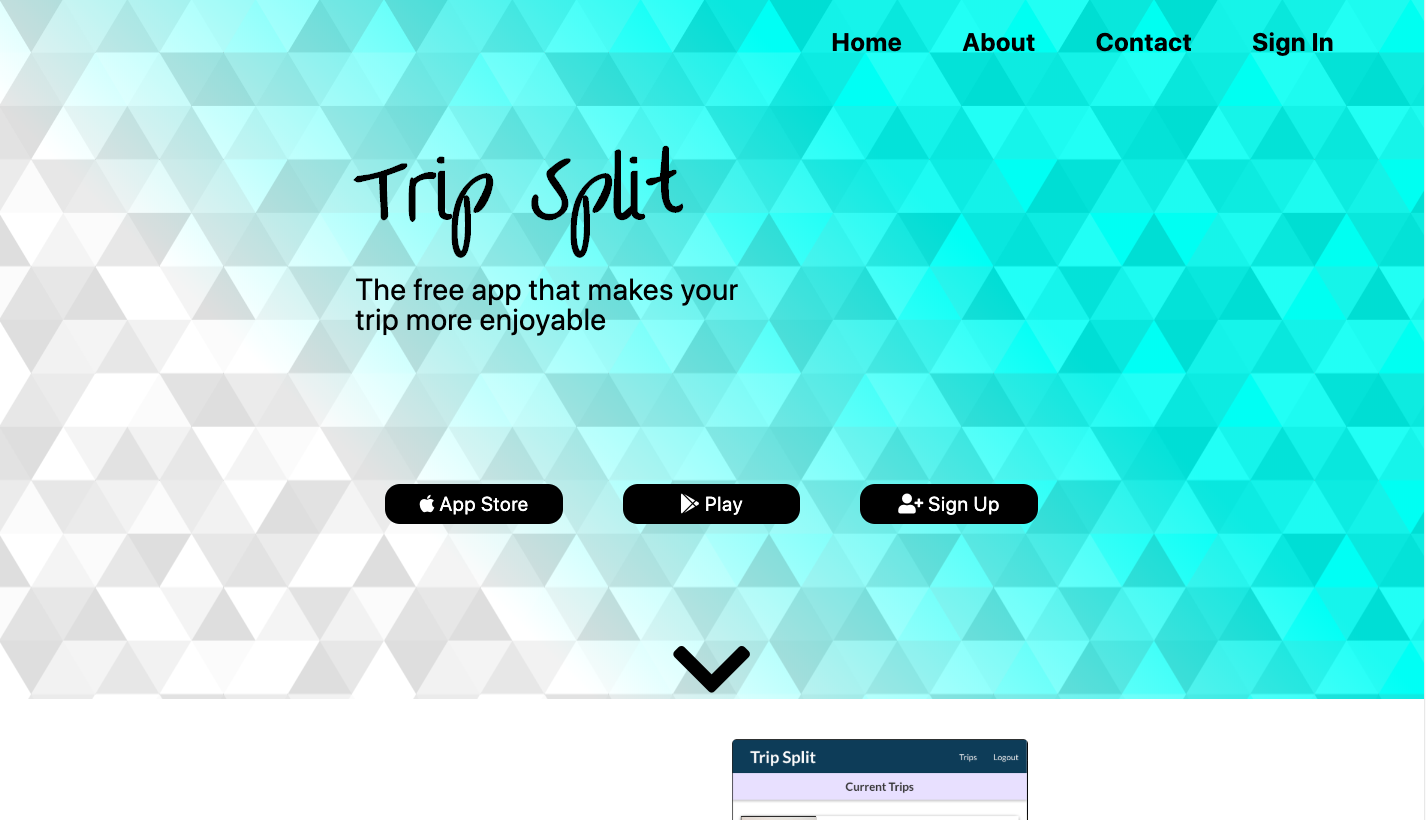 Home About Contact Sign In
Trip Split
The free app that makes your
trip more enjoyable
App Store Play Sign Up
Trip Split Trips Logout
Current Trips